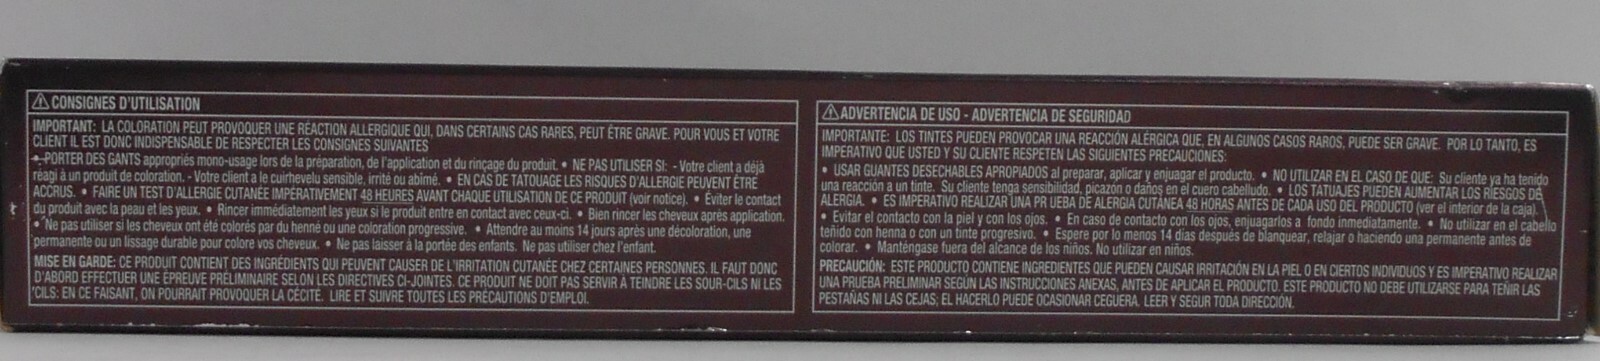 ⚠ CONSIGNES D'UTILISATION
IMPORTANT: LA COLORATION PEUT PROVOQUER UNE RÉACTION ALLERGIQUE QUI, DANS CERTAINS CAS RARES, PEUT ÊTRE GRAVE. POUR VOUS ET VOTRE
CLIENT IL EST DONC INDISPENSABLE DE RESPECTER LES CONSIGNES SUIVANTES
• PORTER DES GANTS appropriés mono-usage lors de la préparation, de l'application et du rinçage du produit. • NE PAS UTILISER SI: - Votre client a déjà
réagi à un produit de coloration. - Votre client a le cuirhevelu sensible, irrité ou abîmé. • EN CAS DE TATOUAGE LES RISQUES D'ALLERGIE PEUVENT ÊTRE
ACCRUS. • FAIRE UN TEST D'ALLERGIE CUTANÉE IMPÉRATIVEMENT 48 HEURES AVANT CHAQUE UTILISATION DE CE PRODUIT (voir notice). • Éviter le contact
du produit avec la peau et les yeux. • Rincer immédiatement les yeux si le produit entre en contact avec ceux-ci. • Bien rincer les cheveux après application.
• Ne pas utiliser si les cheveux ont été colorés par du henné ou une coloration progressive. • Attendre au moins 14 jours après une décoloration, une
permanente ou un lissage durable pour colore vos cheveux. • Ne pas laisser à la portée des enfants. Ne pas utiliser chez l'enfant.
MISE EN GARDE: CE PRODUIT CONTIENT DES INGRÉDIENTS QUI PEUVENT CAUSER DE L'IRRITATION CUTANÉE CHEZ CERTAINES PERSONNES. IL FAUT DONC
D'ABORD EFFECTUER UNE ÉPREUVE PRÉLIMINAIRE SELON LES DIRECTIVES CI-JOINTES. CE PRODUIT NE DOIT PAS SERVIR À TEINDRE LES SOUR-CILS NI LES
'CILS: EN CE FAISANT, ON POURRAIT PROVOQUER LA CÉCITÉ. LIRE ET SUIVRE TOUTES LES PRÉCAUTIONS D'EMPLOI.
⚠ ADVERTENCIA DE USO - ADVERTENCIA DE SEGURIDAD
IMPORTANTE: LOS TINTES PUEDEN PROVOCAR UNA REACCIÓN ALÉRGICA QUE, EN ALGUNOS CASOS RAROS, PUEDE SER GRAVE. POR LO TANTO, ES
IMPERATIVO QUE USTED Y SU CLIENTE RESPETEN LAS SIGUIENTES PRECAUCIONES:
• USAR GUANTES DESECHABLES APROPIADOS al preparar, aplicar y enjuagar el producto. • NO UTILIZAR EN EL CASO DE QUE: Su cliente ya ha tenido
una reacción a un tinte. Su cliente tenga sensibilidad, picazón o daños en el cuero cabelludo. • LOS TATUAJES PUEDEN AUMENTAR LOS RIESGOS DE
ALERGIA. • ES IMPERATIVO REALIZAR UNA PR UEBA DE ALERGIA CUTÁNEA 48 HORAS ANTES DE CADA USO DEL PRODUCTO (ver el interior de la caja).
• Evitar el contacto con la piel y con los ojos. • En caso de contacto con los ojos, enjuagarlos a fondo inmediatamente. • No utilizar en el cabello
teñido con henna o con un tinte progresivo. • Espere por lo menos 14 días después de blanquear, relajar o haciendo una permanente antes de
colorar. • Manténgase fuera del alcance de los niños. No utilizar en niños.
PRECAUCIÓN: ESTE PRODUCTO CONTIENE INGREDIENTES QUE PUEDEN CAUSAR IRRITACIÓN EN LA PIEL O EN CIERTOS INDIVIDUOS Y ES IMPERATIVO REALIZAR
UNA PRUEBA PRELIMINAR SEGÚN LAS INSTRUCCIONES ANEXAS, ANTES DE APLICAR EL PRODUCTO. ESTE PRODUCTO NO DEBE UTILIZARSE PARA TEÑIR LAS
PESTAÑAS NI LAS CEJAS; EL HACERLO PUEDE OCASIONAR CEGUERA. LEER Y SEGUR TODA DIRECCIÓN.